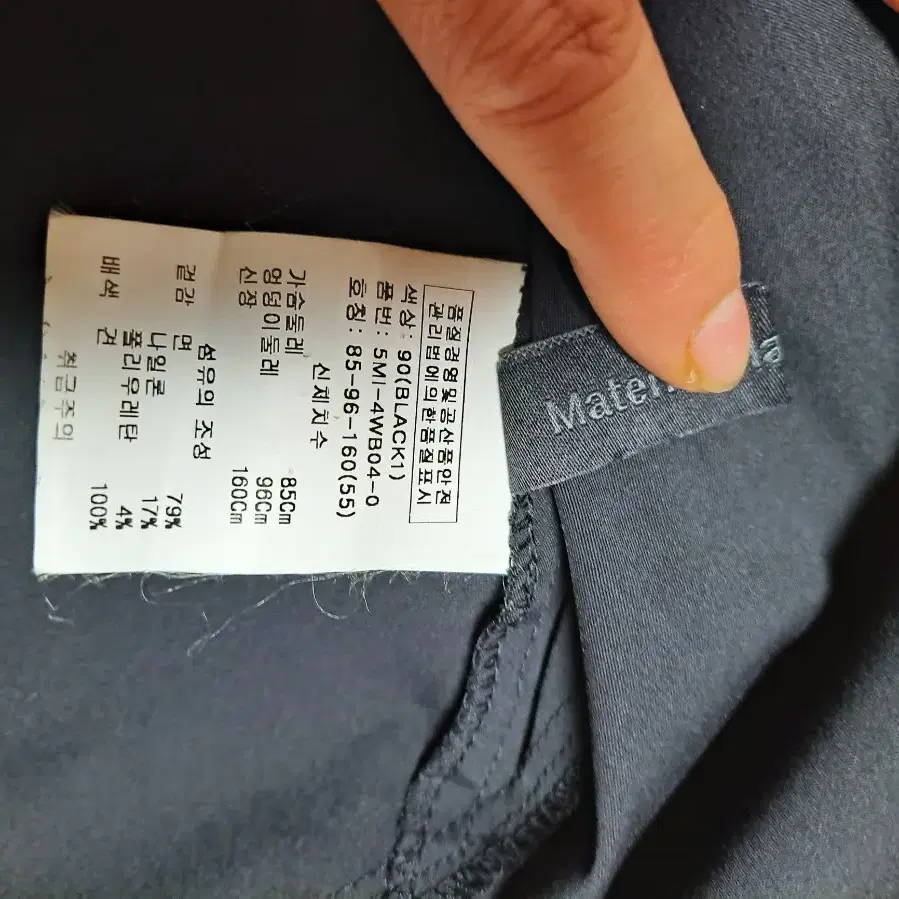 품질경영및공산품안전
관리법에의한품질표시
색상: 90(BLACK1)
품번: 5MI-4WB04-0
호칭: 85-96-160(55)
신체치수
가슴둘레 85Cm
엉덩이둘레 96Cm
신장 160Cm
섬유의 조성
겉감 면 79%
나일론 17%
폴리우레탄 4%
배색 견 100%
취급주의